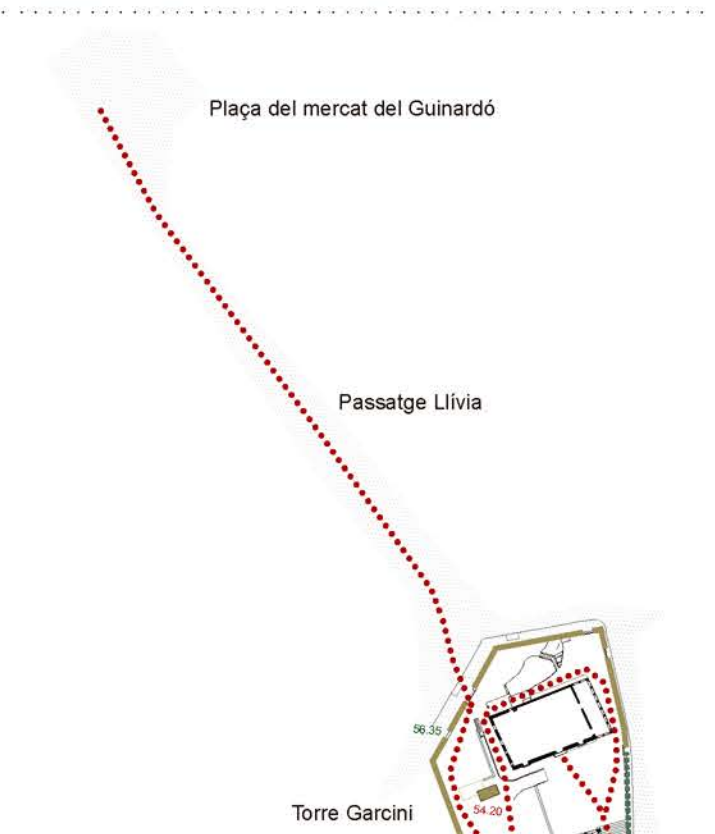 Plaça del mercat del Guinardó
Passatge Llívia
56.35
Torre Garcini
54.20